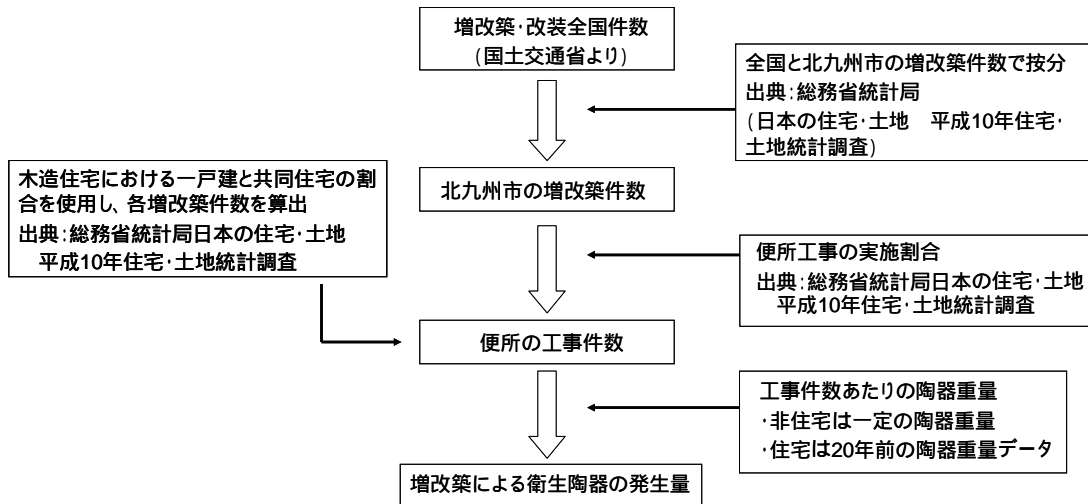 増改築・改装全国件数
(国土交通省より)
全国と北九州市の増改築件数で按分
出典:総務省統計局
(日本の住宅・土地　平成10年住宅・
土地統計調査)
北九州市の増改築件数
木造住宅における一戸建と共同住宅の割
合を使用し、各増改築件数を算出
出典:総務省統計局日本の住宅・土地
平成10年住宅・土地統計調査
便所工事の実施割合
出典:総務省統計局日本の住宅・土地
平成10年住宅・土地統計調査
便所の工事件数
工事件数あたりの陶器重量
・非住宅は一定の陶器重量
・住宅は20年前の陶器重量データ
増改築による衛生陶器の発生量